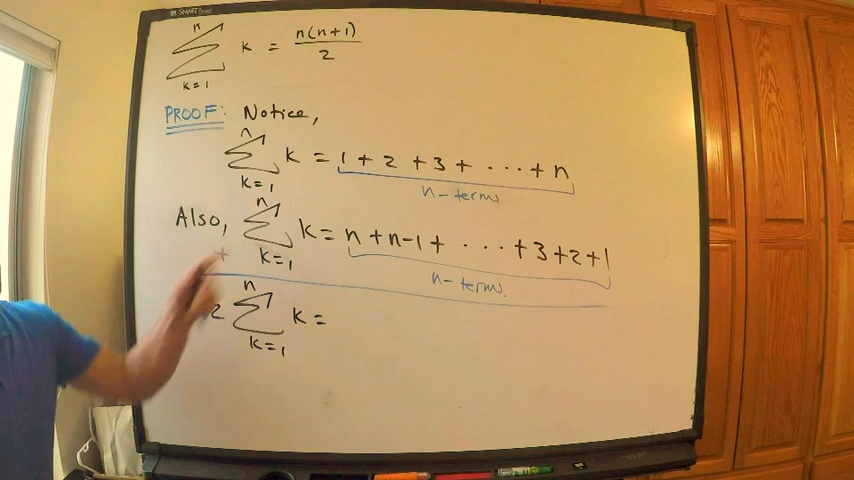 SMART Board
n
∑ k = n(n+1)/2
k=1
PROOF: Notice,
n
∑ k = 1 + 2 + 3 + ... + n
k=1
n-terms
n
Also, ∑ k = n + n-1 + ... + 3 + 2 + 1
k=1
+
n-terms.
n
2 ∑ k =
k=1